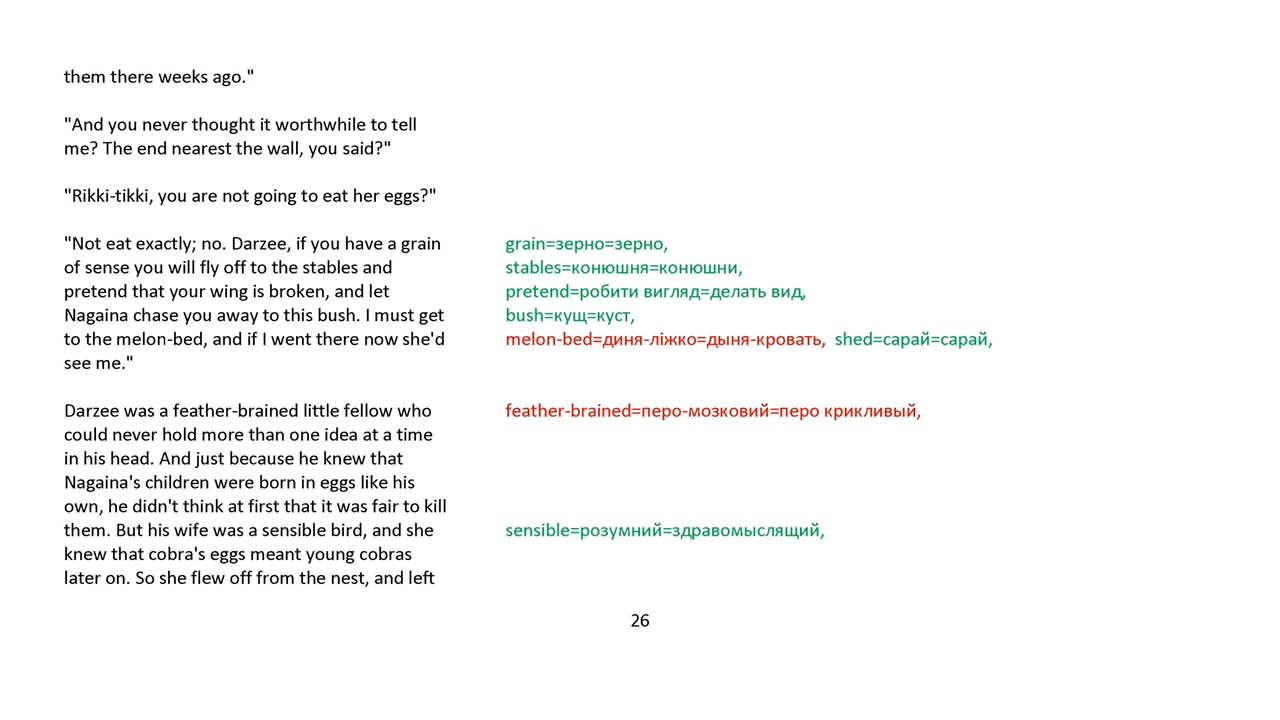 them there weeks ago."
"And you never thought it worthwhile to tell
me? The end nearest the wall, you said?"
"Rikki-tikki, you are not going to eat her eggs?"
"Not eat exactly; no. Darzee, if you have a grain
of sense you will fly off to the stables and
pretend that your wing is broken, and let
Nagaina chase you away to this bush. I must get
to the melon-bed, and if I went there now she'd
see me."
Darzee was a feather-brained little fellow who
could never hold more than one idea at a time
in his head. And just because he knew that
Nagaina's children were born in eggs like his
own, he didn't think at first that it was fair to kill
them. But his wife was a sensible bird, and she
knew that cobra's eggs meant young cobras
later on. So she flew off from the nest, and left
grain=зерно=зерно,
stables=конюшня=конюшни,
pretend=робити вигляд=делать вид,
bush=кущ=куст,
melon-bed=диня-ліжко=дыня-кровать, shed=сарай=сарай,
feather-brained=перо-мозковий=перо крикливый,
sensible=розумний=здравомыслящий,
26